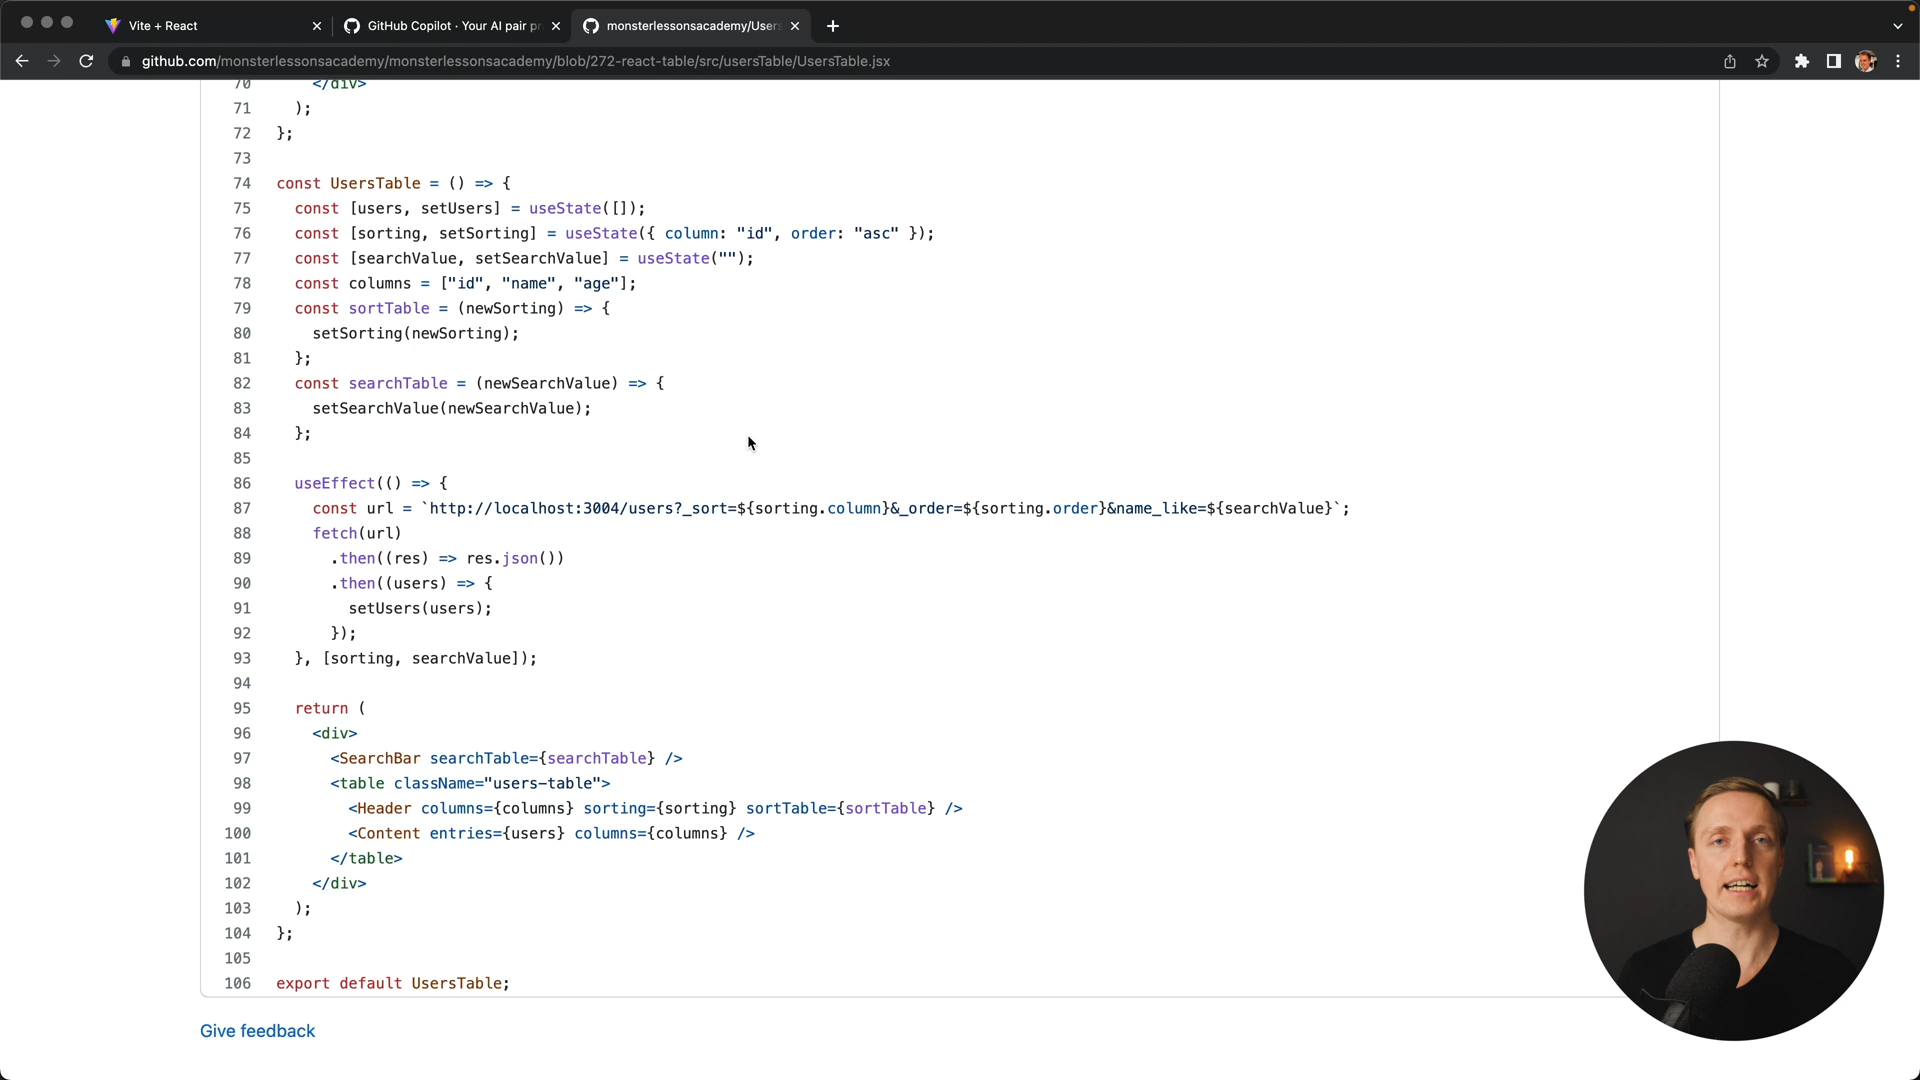 Vite + React
GitHub Copilot · Your AI pair pr
monsterlessonsacademy/Users
github.com/monsterlessonsacademy/monsterlessonsacademy/blob/272-react-table/src/usersTable/UsersTable.jsx
70 </div>
71 );
72 };
73
74 const UsersTable = () => {
75 const [users, setUsers] = useState([]);
76 const [sorting, setSorting] = useState({ column: "id", order: "asc" });
77 const [searchValue, setSearchValue] = useState("");
78 const columns = ["id", "name", "age"];
79 const sortTable = (newSorting) => {
80 setSorting(newSorting);
81 };
82 const searchTable = (newSearchValue) => {
83 setSearchValue(newSearchValue);
84 };
85
86 useEffect(() => {
87 const url = `http://localhost:3004/users?_sort=${sorting.column}&_order=${sorting.order}&name_like=${searchValue}`;
88 fetch(url)
89 .then((res) => res.json())
90 .then((users) => {
91 setUsers(users);
92 });
93 }, [sorting, searchValue]);
94
95 return (
96 <div>
97 <SearchBar searchTable={searchTable} />
98 <table className="users-table">
99 <Header columns={columns} sorting={sorting} sortTable={sortTable} />
100 <Content entries={users} columns={columns} />
101 </table>
102 </div>
103 );
104 };
105
106 export default UsersTable;
Give feedback